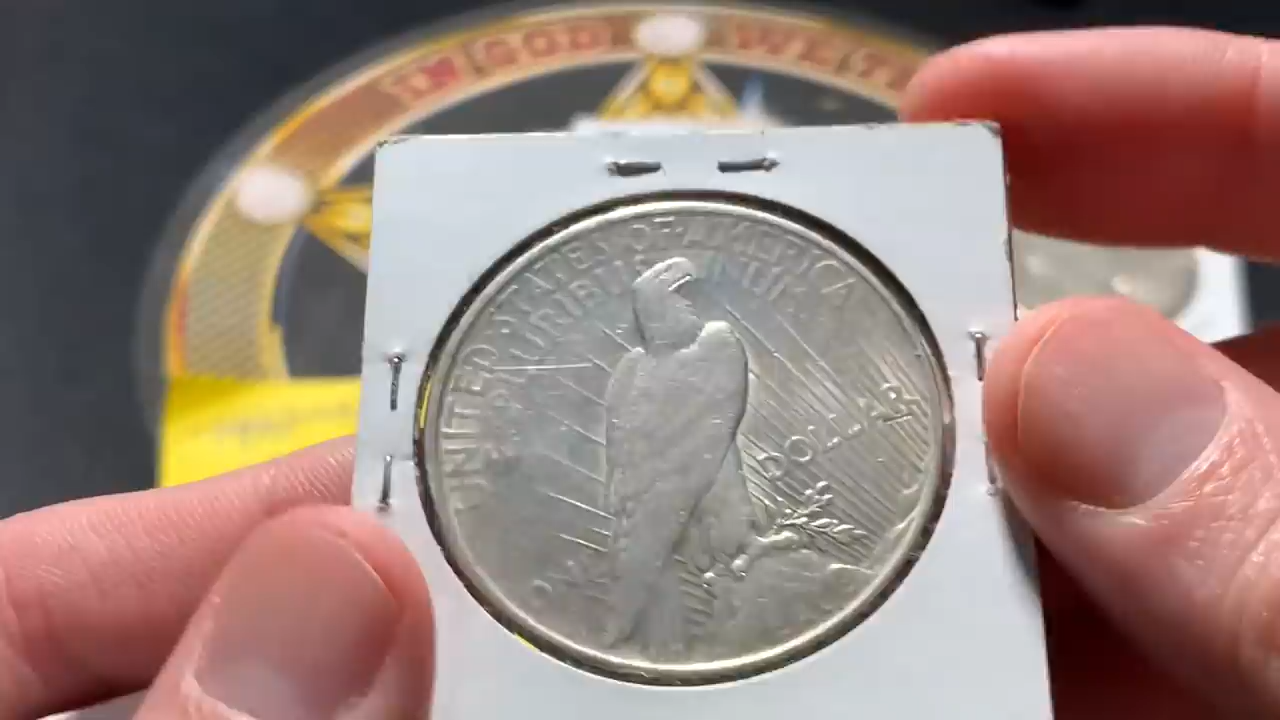 IN GOD WE T
UNITED STATES OF AMERICA
E PLURIBUS UNUM
ONE
DOLLAR